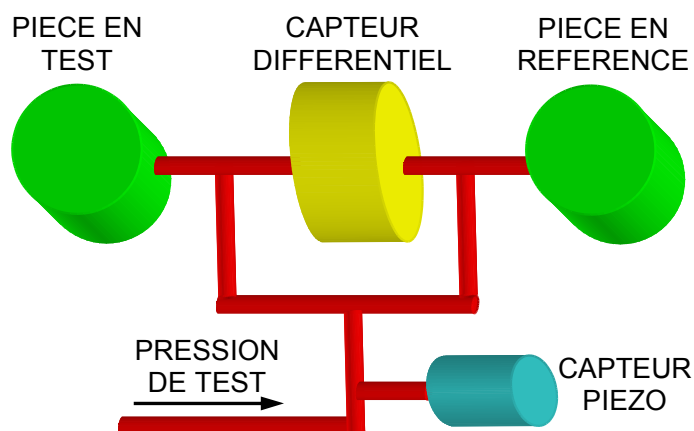 PIECE EN
TEST
CAPTEUR
DIFFERENTIEL
PIECE EN
REFERENCE
PRESSION
DE TEST
CAPTEUR
PIEZO